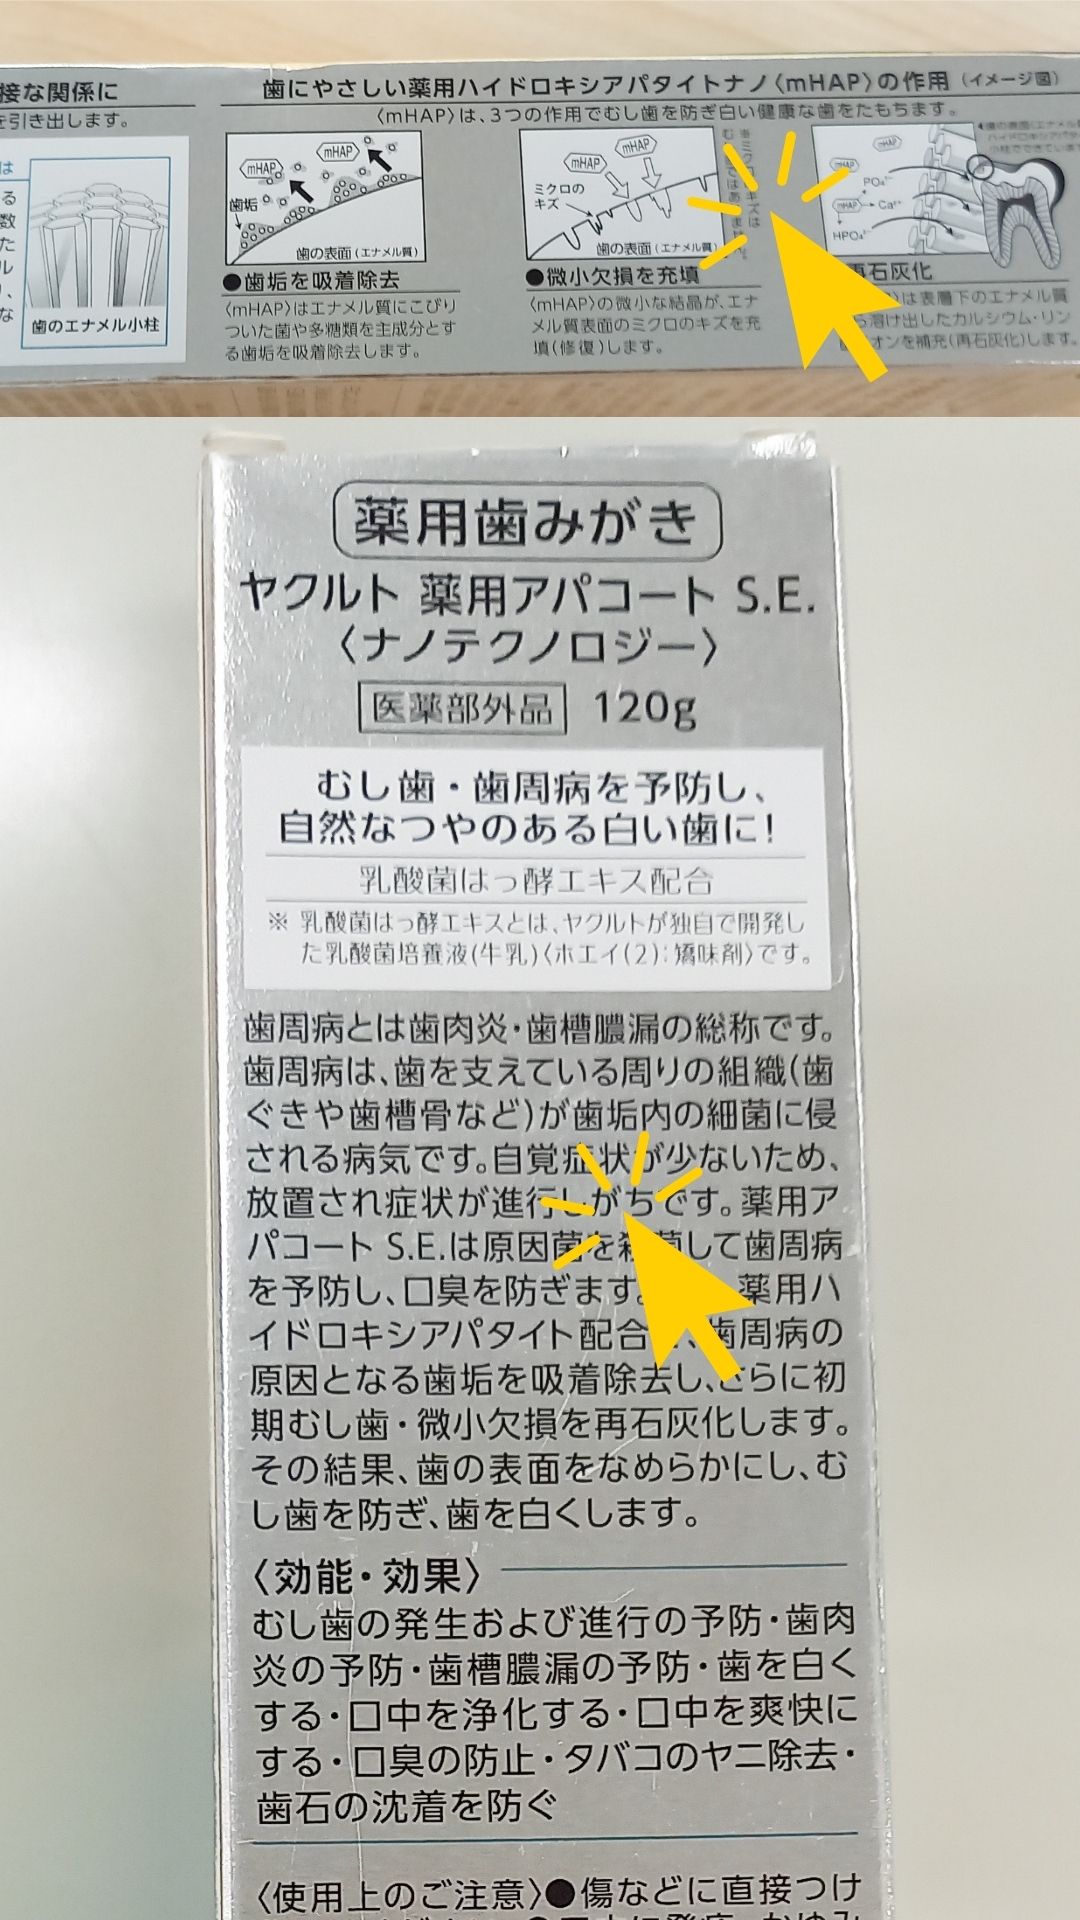 接な関係に
を引き出します。
は
る
数
た
ル
な
歯のエナメル小柱
歯にやさしい薬用ハイドロキシアパタイトナノ〈mHAP〉の作用（イメージ図）
〈mHAP〉は、3つの作用でむし歯を防ぎ白い健康な歯をたもちます。
mHAP
mHAP
歯垢
歯の表面（エナメル質）
●歯垢を吸着除去
〈mHAP〉はエナメル質にこびり
ついた菌や多糖類を主成分とす
る歯垢を吸着除去します。
mHAP
mHAP
ミクロの
キズ
歯の表面（エナメル質）
●微小欠損を充填
〈mHAP〉の微小な結晶が、エナ
メル質表面のミクロのキズを充
填(修復)します。
mHAP
mHAP
PO₄³⁻
mHAP
Ca²⁺
HPO₄²⁻
再石灰化
は表層下のエナメル質
溶け出したカルシウム・リン
オンを補充(再石灰化)します。
薬用歯みがき
ヤクルト 薬用アパコート S.E.
〈ナノテクノロジー〉
医薬部外品 120g
むし歯・歯周病を予防し、
自然なつやのある白い歯に!
乳酸菌はっ酵エキス配合
※ 乳酸菌はっ酵エキスとは、ヤクルトが独自で開発し
た乳酸菌培養液(牛乳)〈ホエイ(2):矯味剤〉です。
歯周病とは歯肉炎・歯槽膿漏の総称です。
歯周病は、歯を支えている周りの組織(歯
ぐきや歯槽骨など)が歯垢内の細菌に侵
される病気です。自覚症状が少ないため、
放置され症状が進行しがちです。薬用ア
パコート S.E.は原因菌を殺菌して歯周病
を予防し、口臭を防ぎます。 薬用ハ
イドロキシアパタイト配合 、歯周病の
原因となる歯垢を吸着除去し、さらに初
期むし歯・微小欠損を再石灰化します。
その結果、歯の表面をなめらかにし、む
し歯を防ぎ、歯を白くします。
〈効能・効果〉
むし歯の発生および進行の予防・歯肉
炎の予防・歯槽膿漏の予防・歯を白く
する・口中を浄化する・口中を爽快に
する・口臭の防止・タバコのヤニ除去・
歯石の沈着を防ぐ
〈使用上のご注意〉●傷などに直接つけ